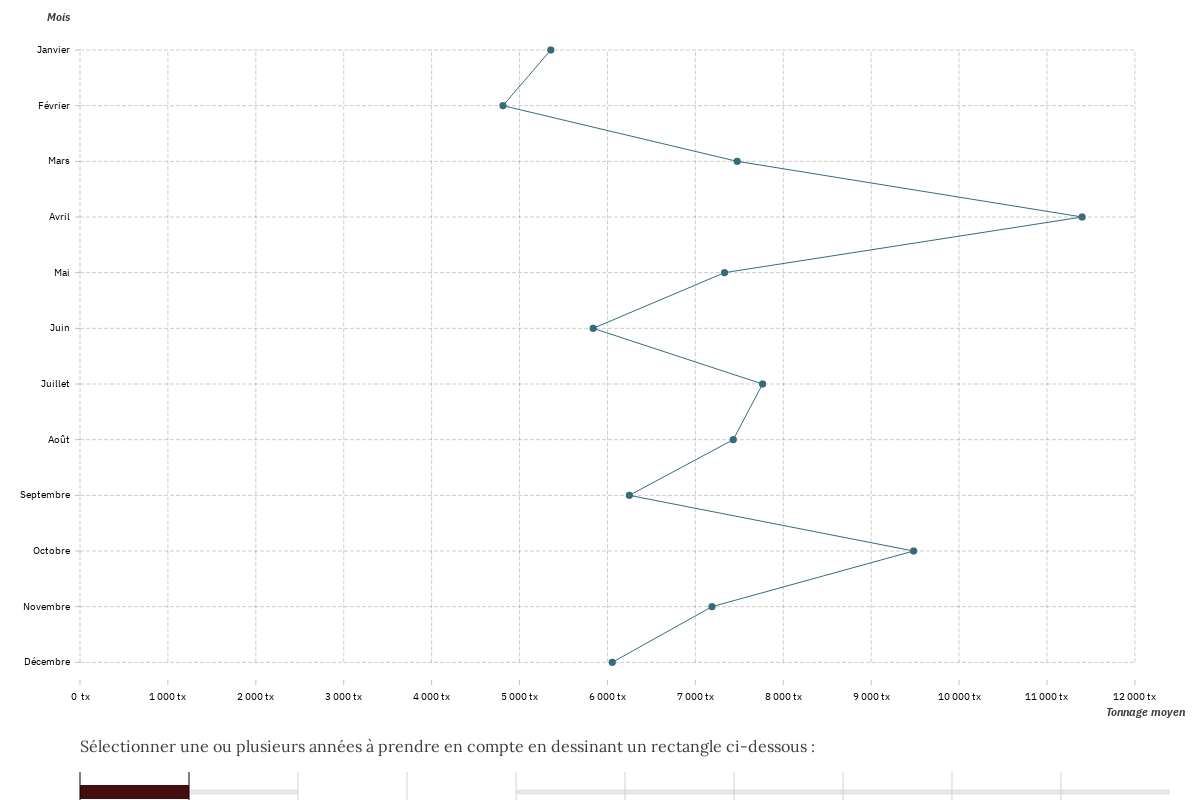 Mois
Janvier
Février
Mars
Avril
Mai
Juin
Juillet
Août
Septembre
Octobre
Novembre
Décembre
0 tx 1 000 tx 2 000 tx 3 000 tx 4 000 tx 5 000 tx 6 000 tx 7 000 tx 8 000 tx 9 000 tx 10 000 tx 11 000 tx 12 000 tx
Tonnage moyen
Sélectionner une ou plusieurs années à prendre en compte en dessinant un rectangle ci-dessous :